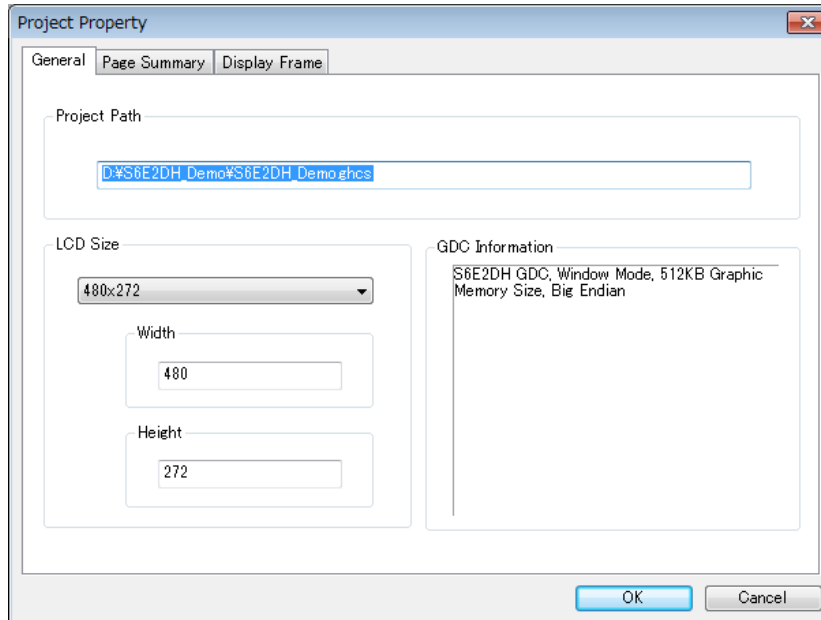 Project Property
General
Page Summary
Display Frame
Project Path
D:¥S6E2DH_Demo¥S6E2DH_Demo.ghcs
LCD Size
480x272
Width
480
Height
272
GDC Information
S6E2DH GDC, Window Mode, 512KB Graphic
Memory Size, Big Endian
OK
Cancel